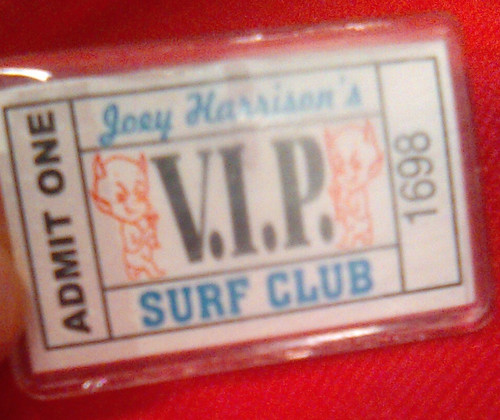 ADMIT ONE
Joey Harrison's
V.I.P.
SURF CLUB
1698